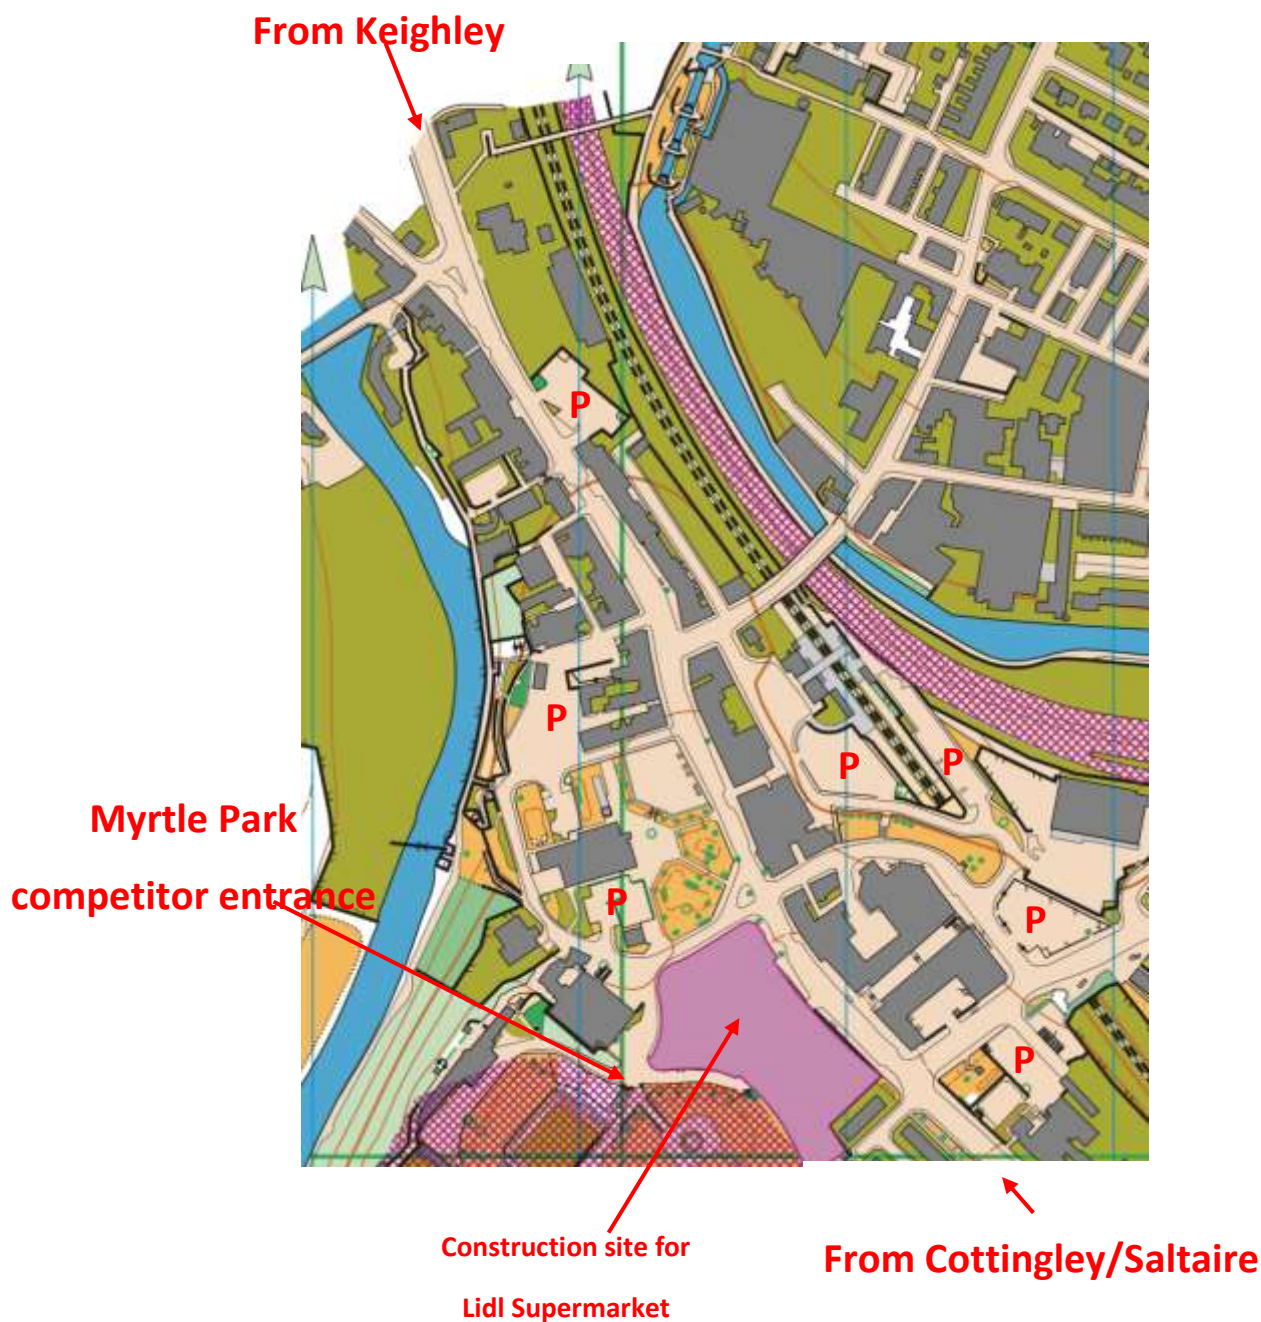 From Keighley
P
P
P
P
Myrtle Park
competitor entrance
P
P
P
Construction site for
Lidl Supermarket
From Cottingley/Saltaire